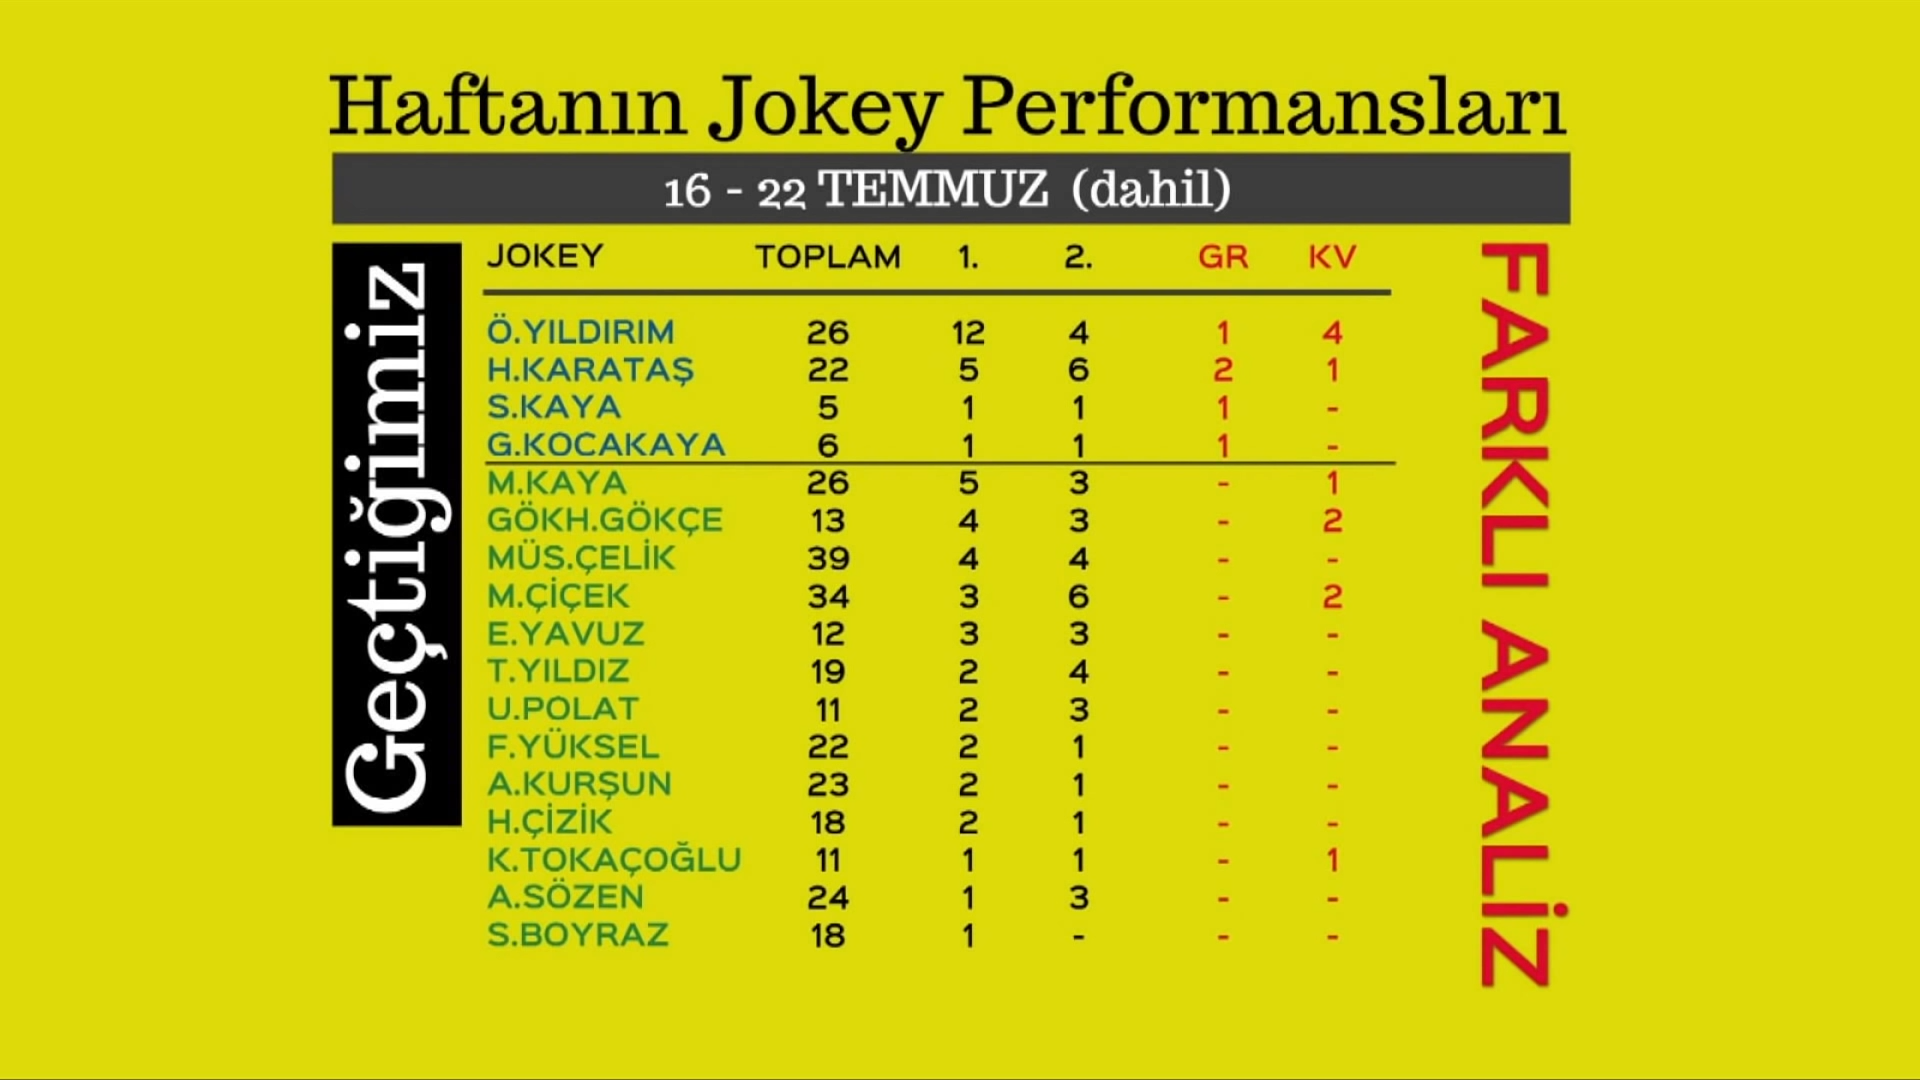 Haftanın Jokey Performansları
16 - 22 TEMMUZ (dahil)
Geçtiğimiz
JOKEY TOPLAM 1. 2. GR KV
Ö.YILDIRIM 26 12 4 1 4
H.KARATAŞ 22 5 6 2 1
S.KAYA 5 1 1 1 -
G.KOCAKAYA 6 1 1 1 -
M.KAYA 26 5 3 - 1
GÖKH.GÖKÇE 13 4 3 - 2
MÜS.ÇELİK 39 4 4 - -
M.ÇİÇEK 34 3 6 - 2
E.YAVUZ 12 3 3 - -
T.YILDIZ 19 2 4 - -
U.POLAT 11 2 3 - -
F.YÜKSEL 22 2 1 - -
A.KURŞUN 23 2 1 - -
H.ÇİZİK 18 2 1 - -
K.TOKAÇOĞLU 11 1 1 - 1
A.SÖZEN 24 1 3 - -
S.BOYRAZ 18 1 - - -
FARKLI ANALİZ